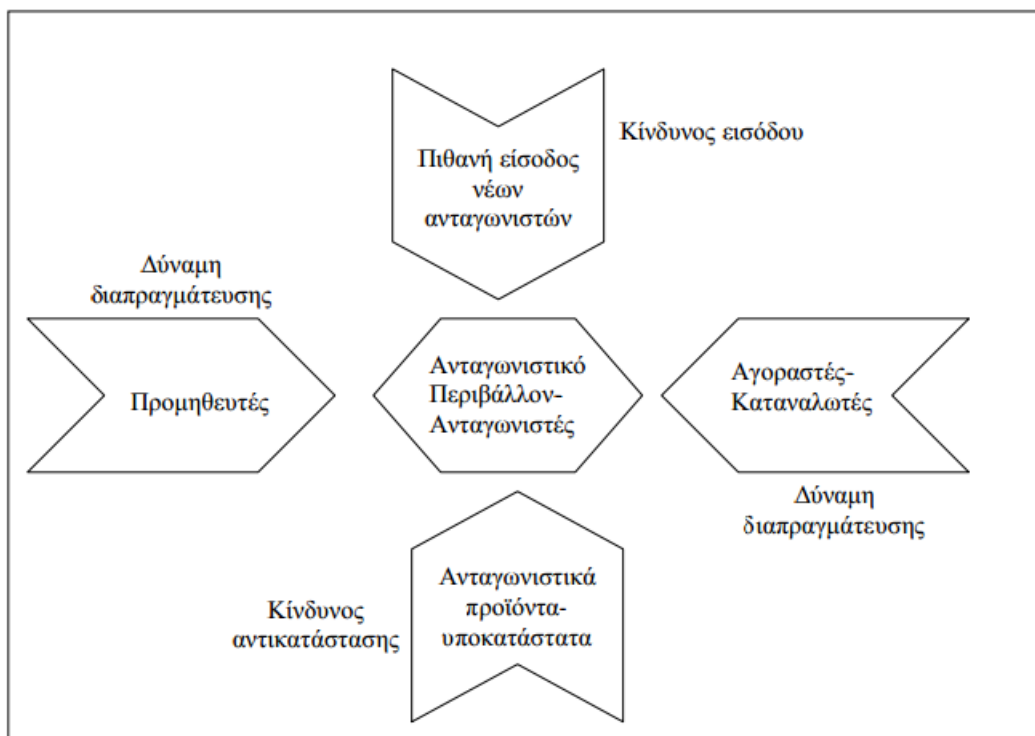 Κίνδυνος εισόδου
Πιθανή είσοδος
νέων
ανταγωνιστών
Δύναμη
διαπραγμάτευσης
Προμηθευτές
Ανταγωνιστικό
Περιβάλλον-
Ανταγωνιστές
Αγοραστές-
Καταναλωτές
Δύναμη
διαπραγμάτευσης
Ανταγωνιστικά
προϊόντα-
υποκατάστατα
Κίνδυνος
αντικατάστασης